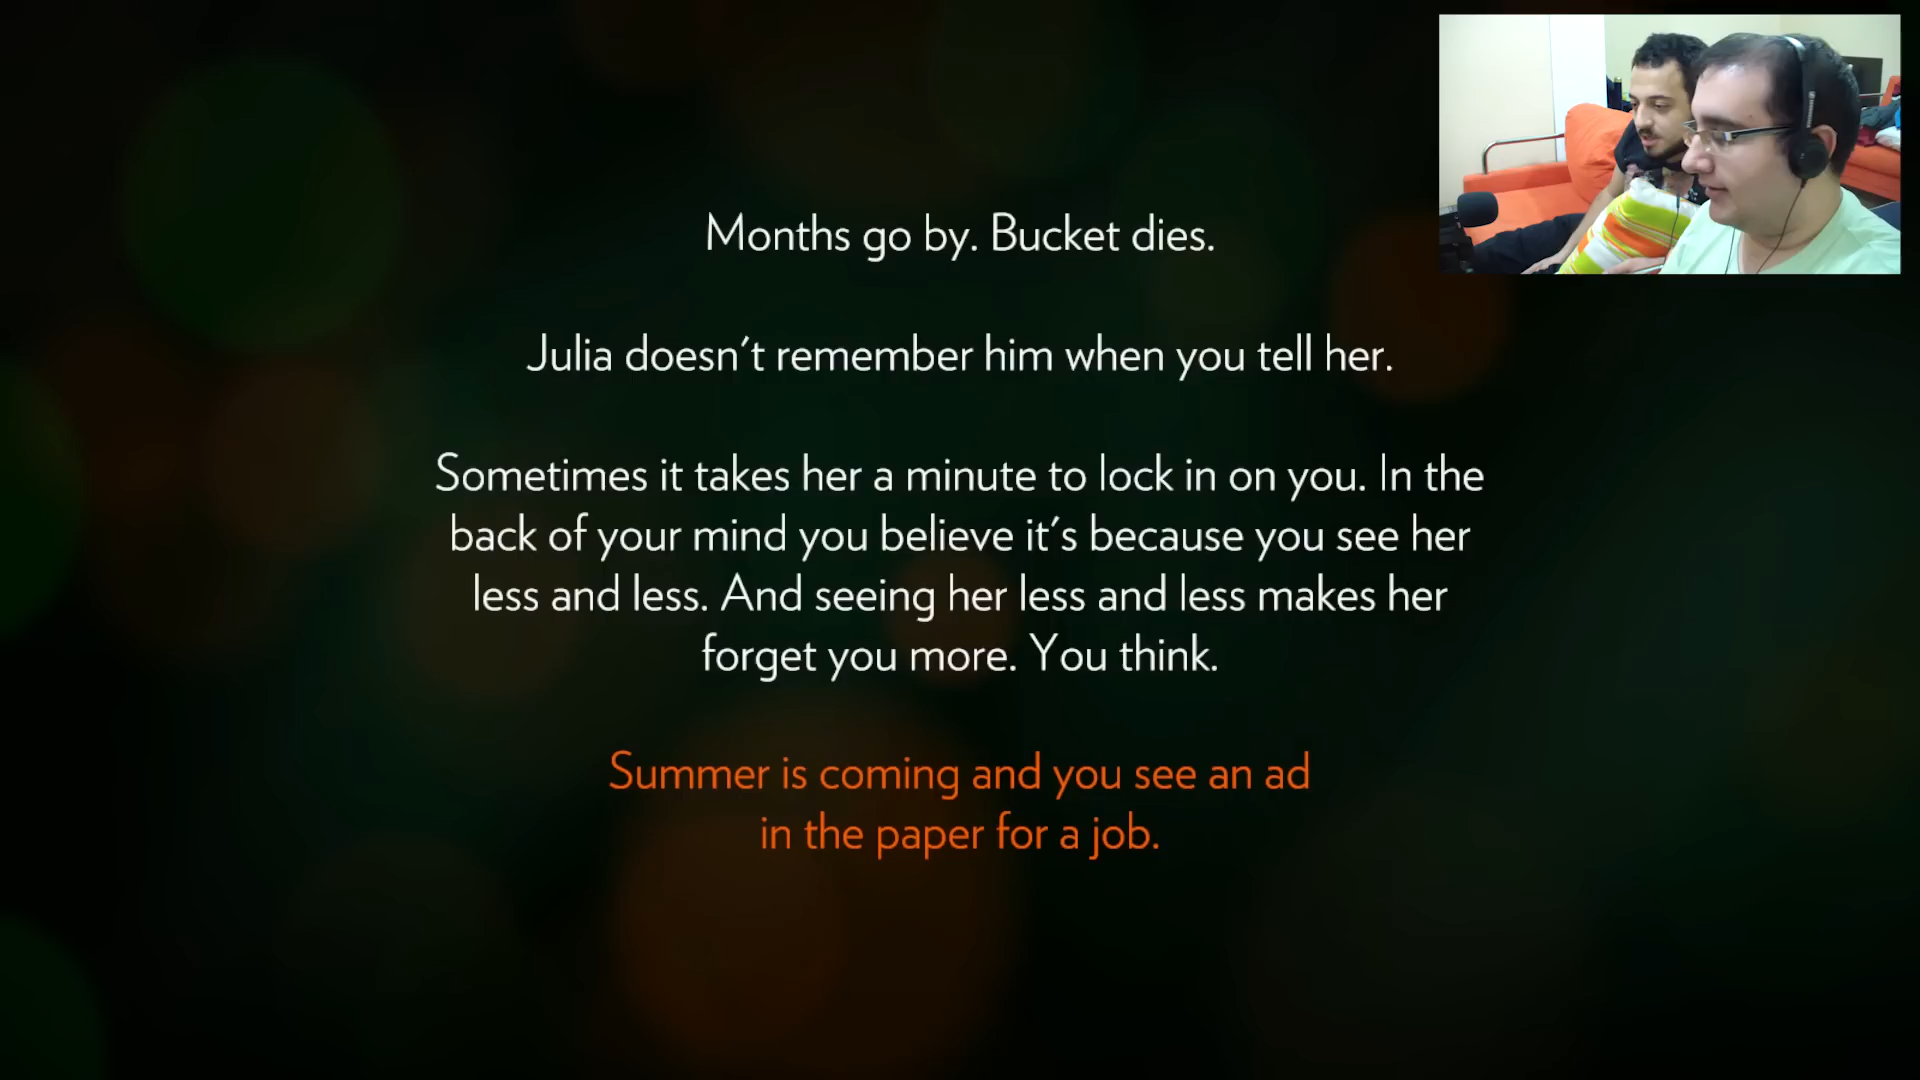 Months go by. Bucket dies.
Julia doesn't remember him when you tell her.
Sometimes it takes her a minute to lock in on you. In the
back of your mind you believe it's because you see her
less and less. And seeing her less and less makes her
forget you more. You think.
Summer is coming and you see an ad
in the paper for a job.